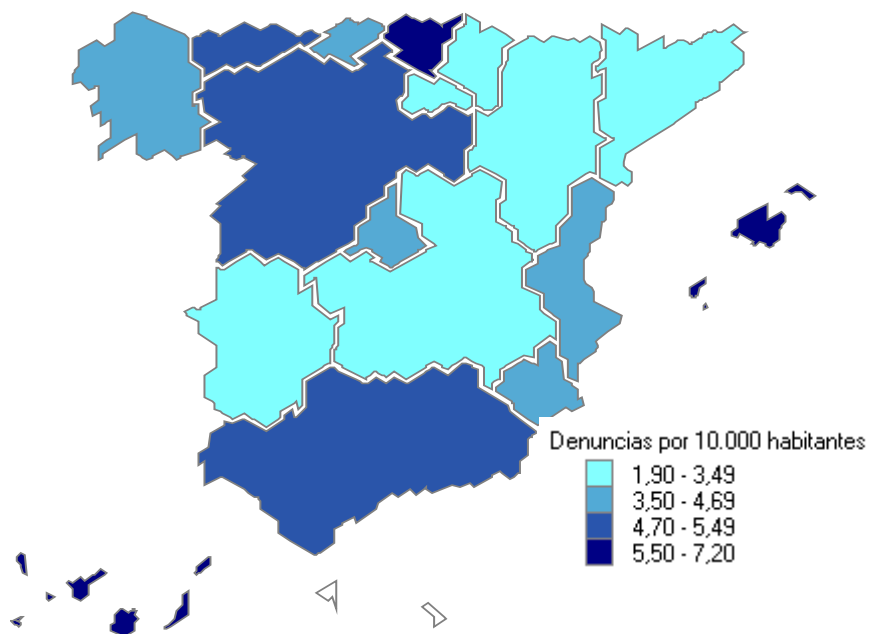 Denuncias por 10.000 habitantes
1,90 - 3,49
3,50 - 4,69
4,70 - 5,49
5,50 - 7,20